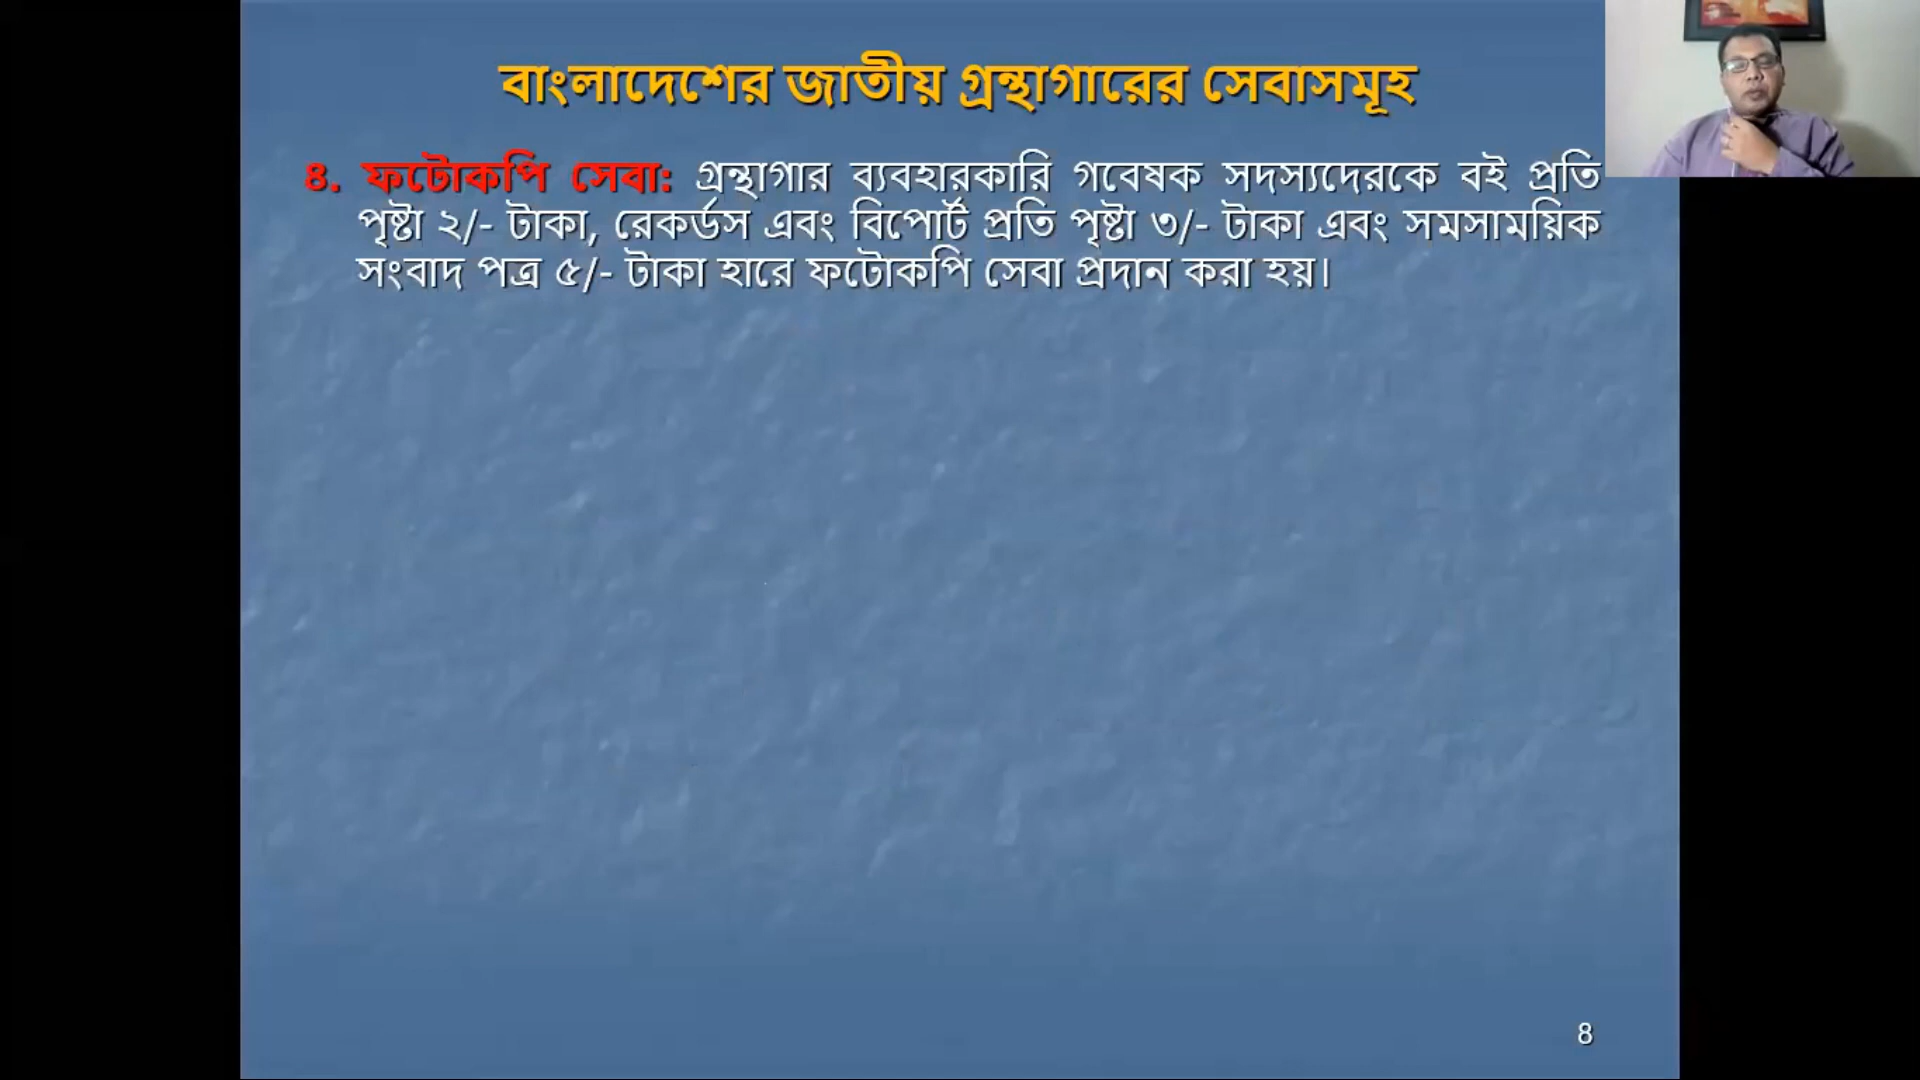 বাংলাদেশের জাতীয় গ্রন্থাগারের সেবাসমূহ
৪. ফটোকপি সেবা: গ্রন্থাগার ব্যবহারকারি গবেষক সদস্যদেরকে বই প্রতি
পৃষ্টা ২/- টাকা, রেকর্ডস এবং বিপোর্ট প্রতি পৃষ্টা ৩/- টাকা এবং সমসাময়িক
সংবাদ পত্র ৫/- টাকা হারে ফটোকপি সেবা প্রদান করা হয়।
8